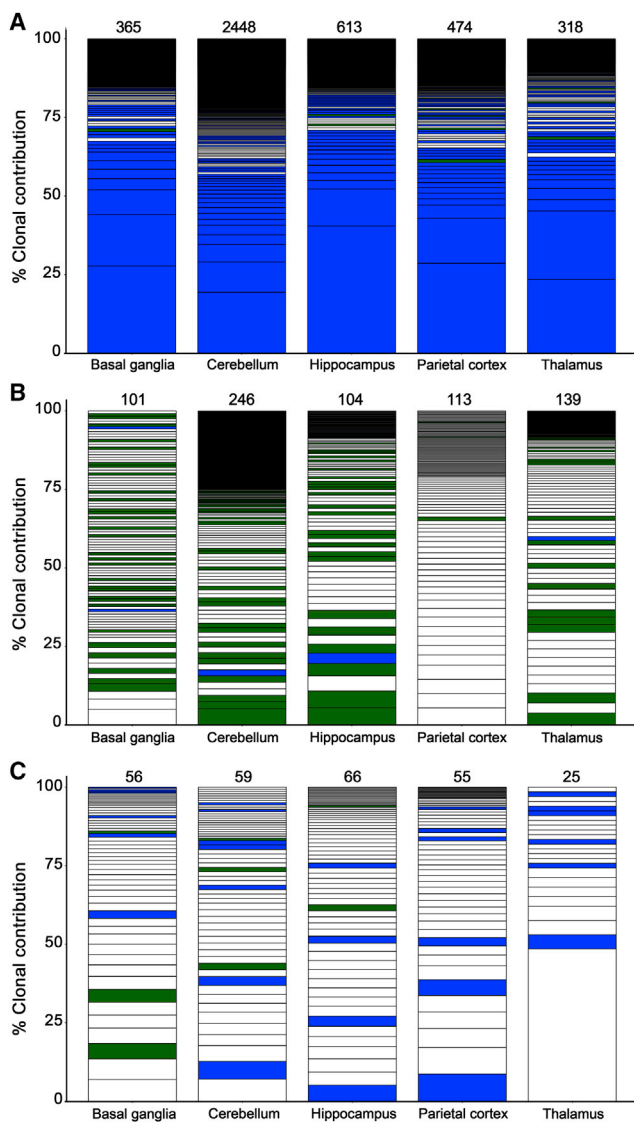 A
365 2448 613 474 318
100
75
50
25
0
% Clonal contribution
Basal ganglia Cerebellum Hippocampus Parietal cortex Thalamus
B
101 246 104 113 139
100
75
50
25
0
% Clonal contribution
Basal ganglia Cerebellum Hippocampus Parietal cortex Thalamus
C
56 59 66 55 25
100
75
50
25
0
% Clonal contribution
Basal ganglia Cerebellum Hippocampus Parietal cortex Thalamus